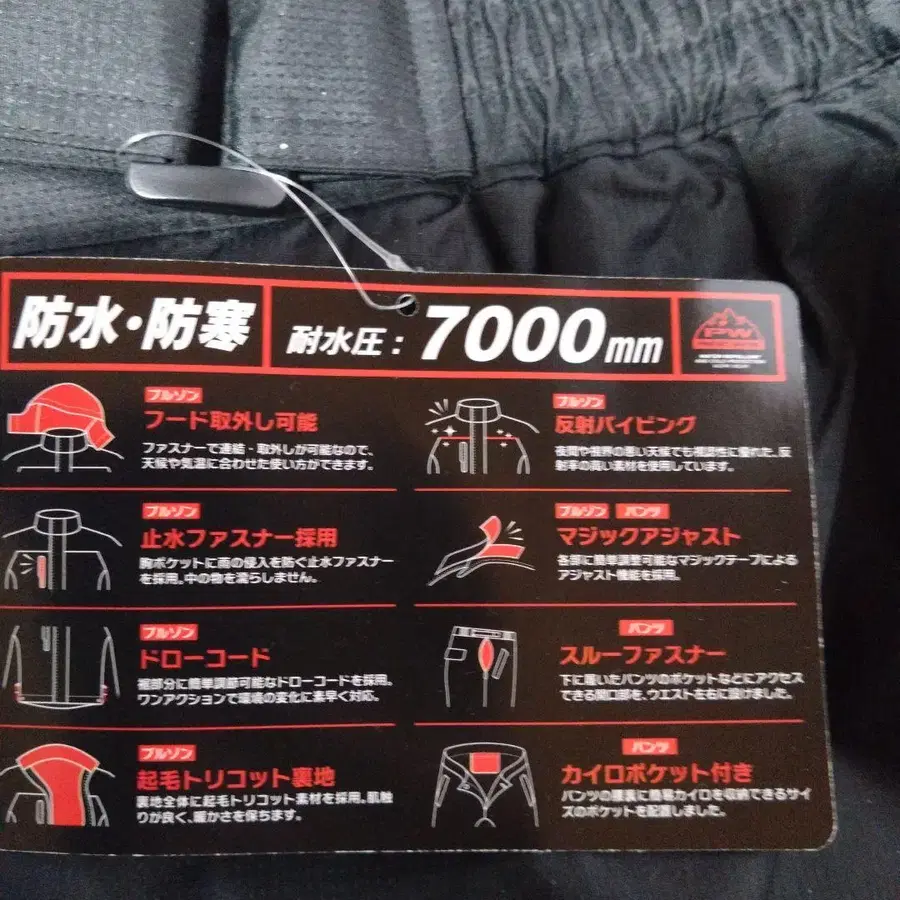 防水・防寒
耐水圧：7000mm
PW
ブルゾン
フード取外し可能
ファスナーで連結・取外しが可能なので、
天候や気温に合わせた使い方ができます。
ブルゾン
反射パイピング
夜間や視界の悪い天候でも視認性に優れた、反
射率の高い素材を使用しています。
ブルゾン
止水ファスナー採用
胸ポケットに雨の侵入を防ぐ止水ファスナー
を採用。中の物を濡らしません。
ブルゾン パンツ
マジックアジャスト
各部に簡単調整可能なマジックテープによる
アジャスト機能を採用。
ブルゾン
ドローコード
裾部分に簡単調節可能なドローコードを採用。
ワンアクションで環境の変化に素早く対応。
パンツ
スルーファスナー
下に履いたパンツのポケットなどにアクセス
できる開口部を、ウエスト左右に設けました。
ブルゾン
起毛トリコット裏地
裏地全体に起毛トリコット素材を採用。肌触
りが良く、暖かさを保ちます。
パンツ
カイロポケット付き
パンツの腰裏に簡易カイロを収納できるサイ
ズのポケットを配置しました。